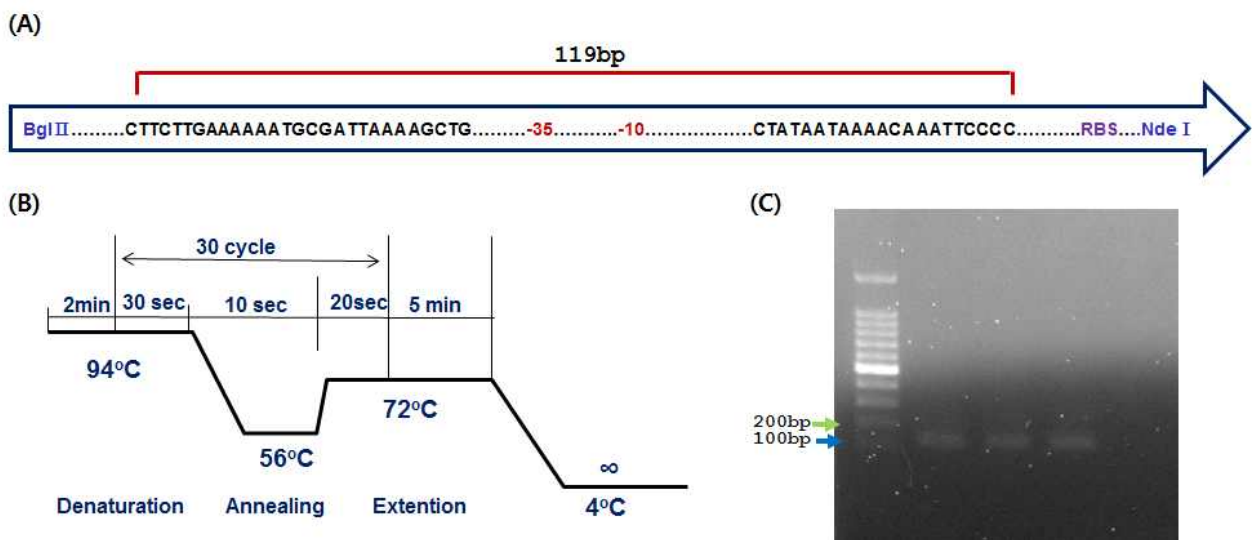 (A)
119bp
BglⅡ.........CTTCTTGAAAAAATGCGATTAAAAGCTG.........-35...........-10..................CTATAATAAAACAAATTCCCC...........RBS....Nde Ⅰ
(B)
30 cycle
2min 30 sec 10 sec 20sec 5 min
94°C
72°C
56°C
∞
4°C
Denaturation Annealing Extention
(C)
200bp
100bp